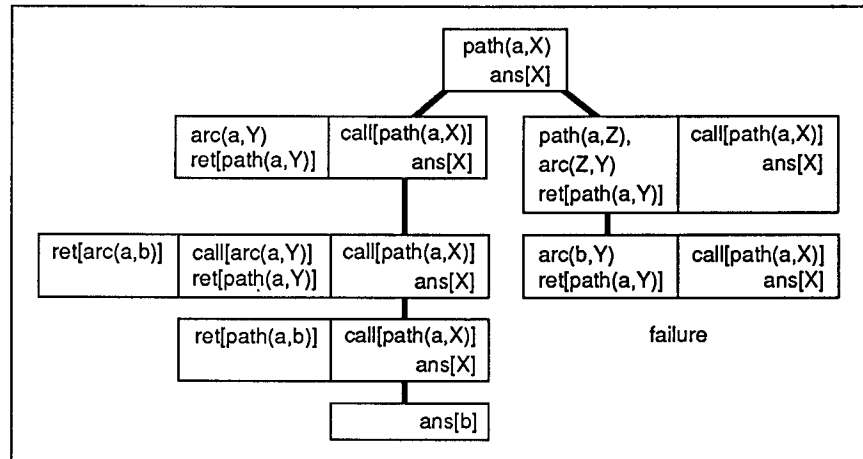 path(a,X)
ans[X]
arc(a,Y)
ret[path(a,Y)]
call[path(a,X)]
ans[X]
path(a,Z),
arc(Z,Y)
ret[path(a,Y)]
call[path(a,X)]
ans[X]
ret[arc(a,b)]
call[arc(a,Y)]
ret[path(a,Y)]
call[path(a,X)]
ans[X]
arc(b,Y)
ret[path(a,Y)]
call[path(a,X)]
ans[X]
ret[path(a,b)]
call[path(a,X)]
ans[X]
failure
ans[b]